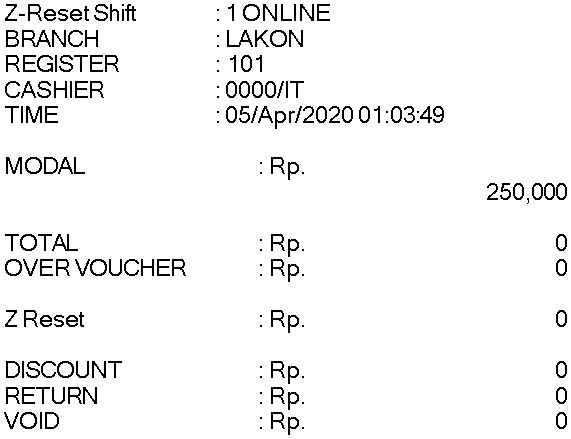 Z-Reset Shift : 1 ONLINE
BRANCH : LAKON
REGISTER : 101
CASHIER : 0000/IT
TIME : 05/Apr/2020 01:03:49
MODAL : Rp.
250,000
TOTAL : Rp. 0
OVER VOUCHER : Rp. 0
Z Reset : Rp. 0
DISCOUNT : Rp. 0
RETURN : Rp. 0
VOID : Rp. 0